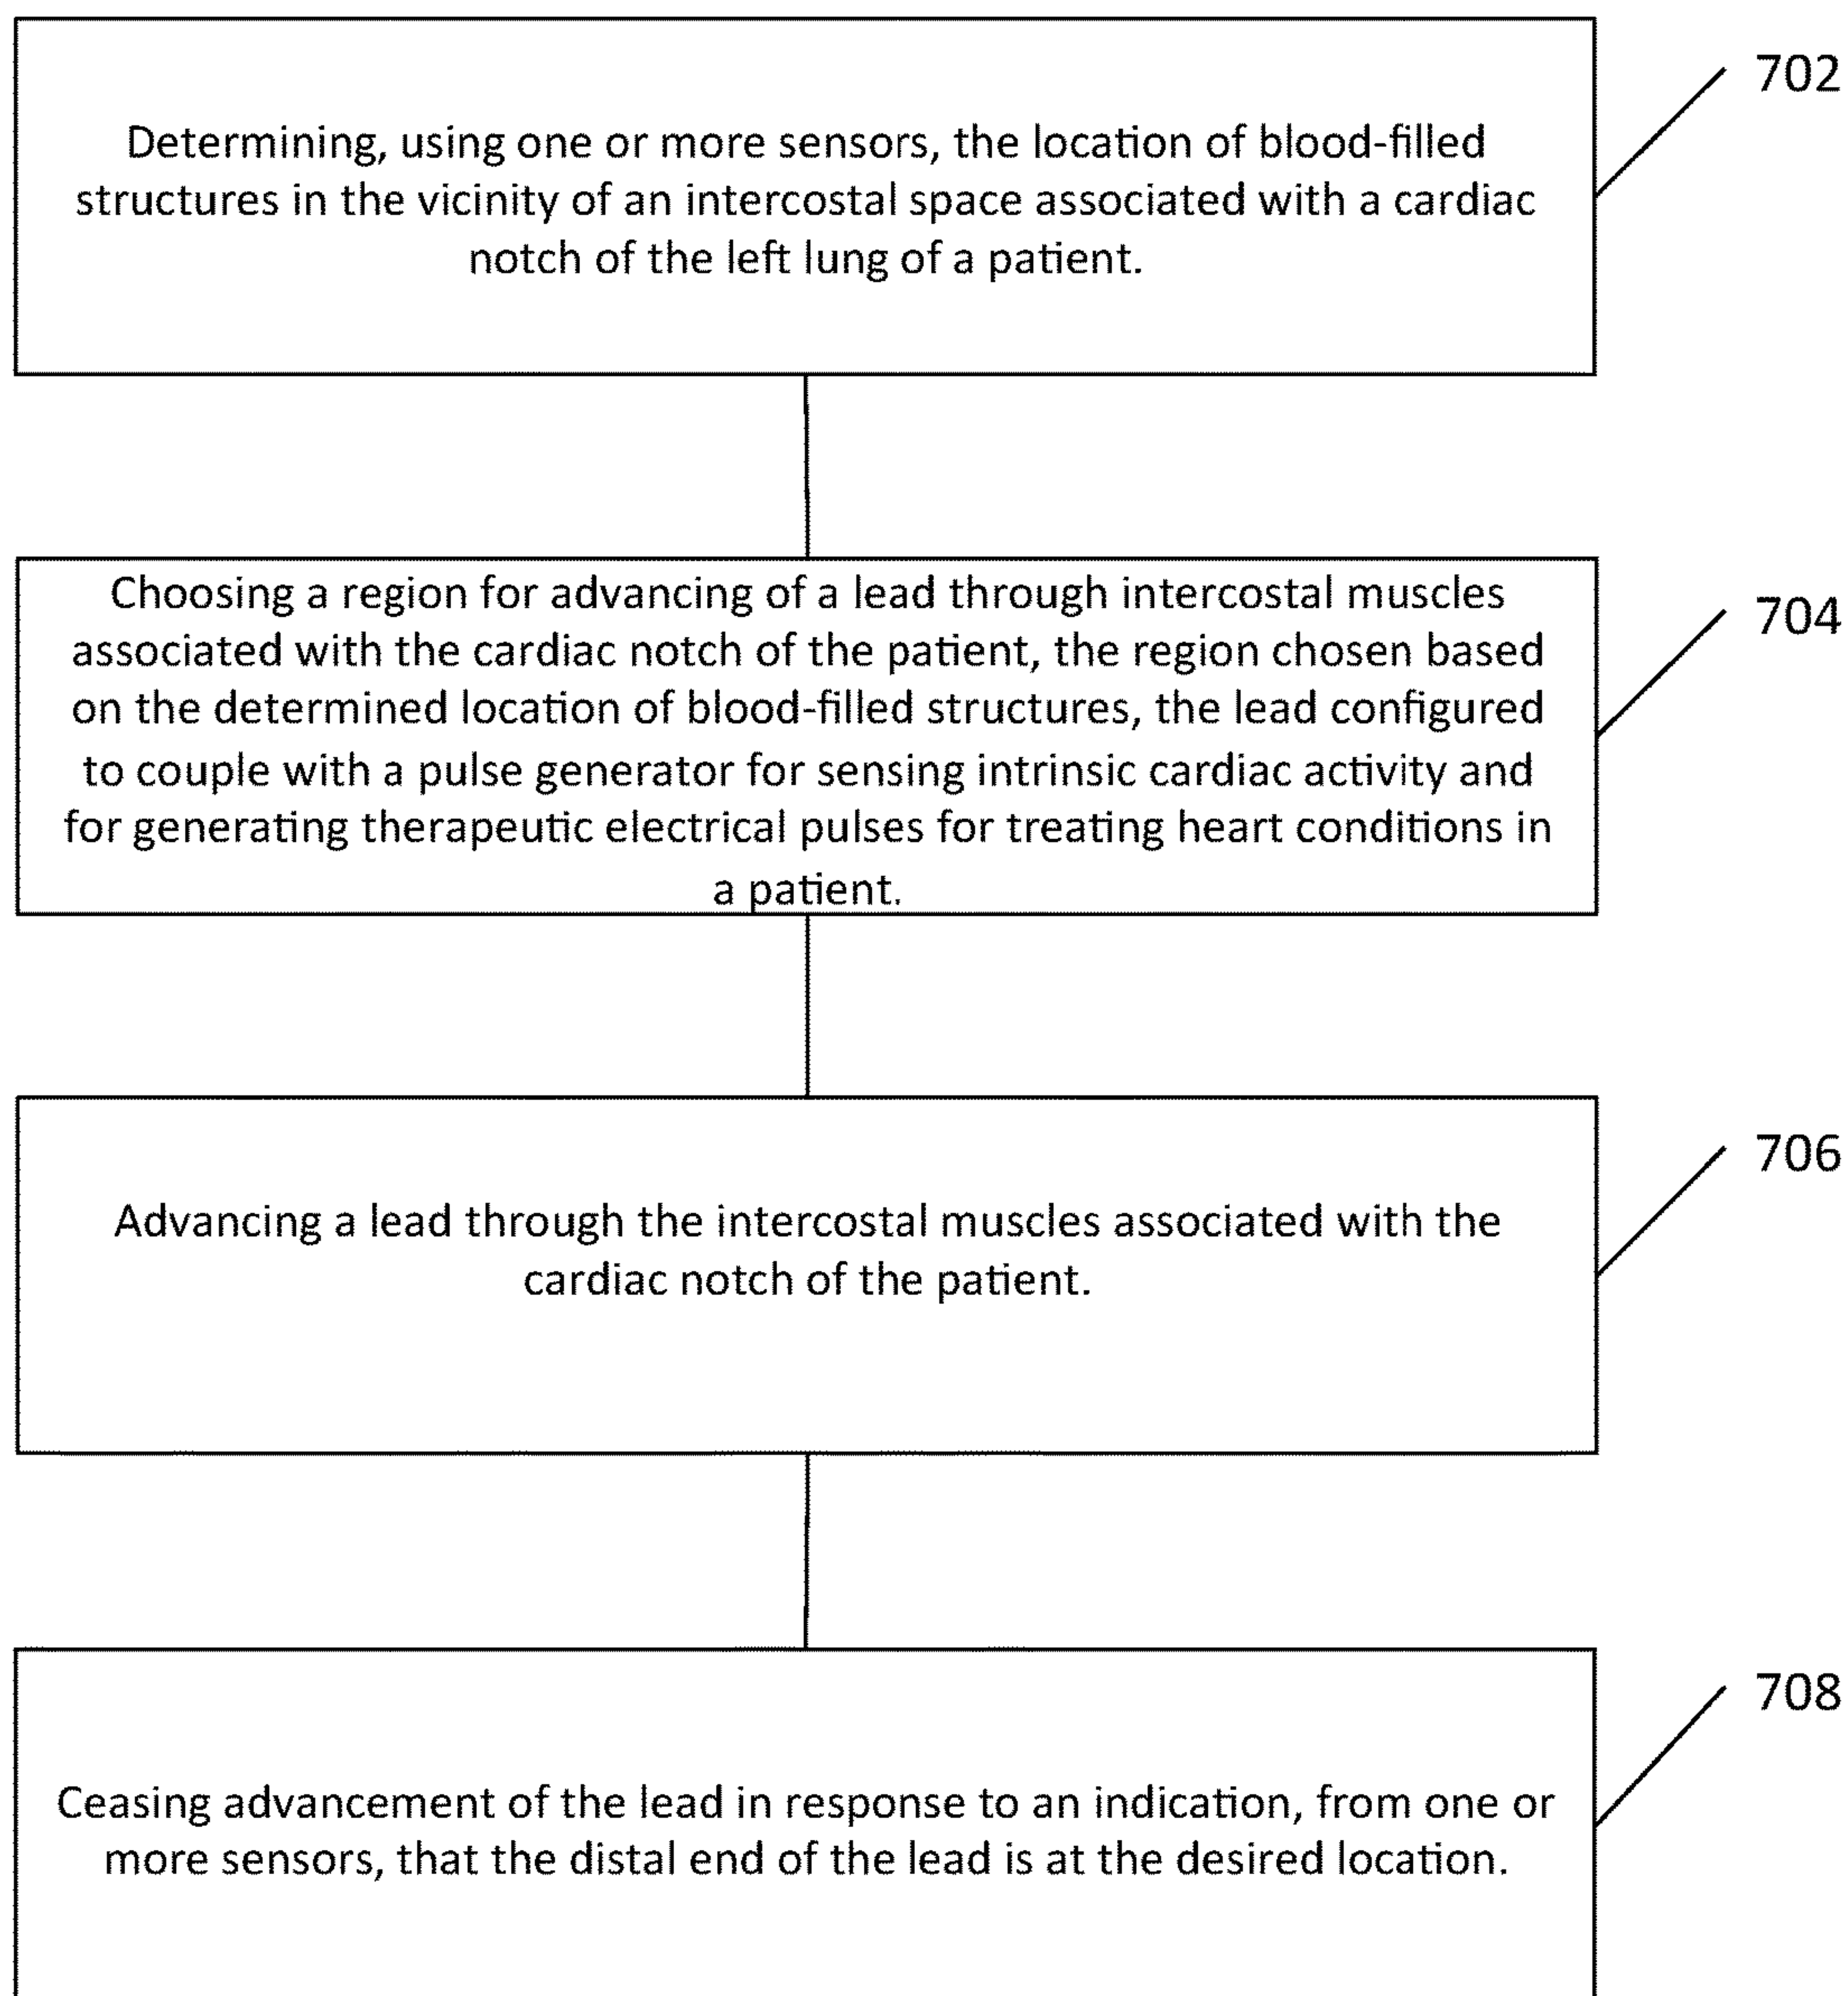 702
Determining, using one or more sensors, the location of blood-filled
structures in the vicinity of an intercostal space associated with a cardiac
notch of the left lung of a patient.
704
Choosing a region for advancing of a lead through intercostal muscles
associated with the cardiac notch of the patient, the region chosen based
on the determined location of blood-filled structures, the lead configured
to couple with a pulse generator for sensing intrinsic cardiac activity and
for generating therapeutic electrical pulses for treating heart conditions in
a patient.
706
Advancing a lead through the intercostal muscles associated with the
cardiac notch of the patient.
708
Ceasing advancement of the lead in response to an indication, from one or
more sensors, that the distal end of the lead is at the desired location.